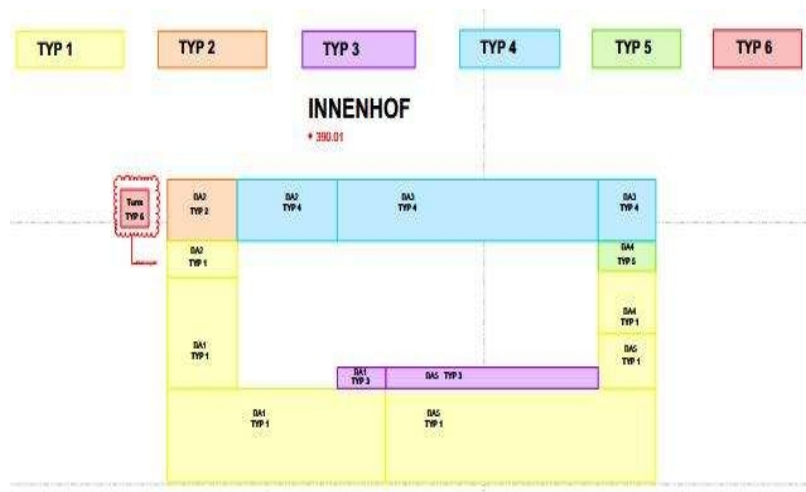 TYP 1
TYP 2
TYP 3
TYP 4
TYP 5
TYP 6
INNENHOF
+ 390.01
Turm
TYP 6
BA2
TYP 2
BA2
TYP 4
BA3
TYP 4
BA3
TYP 4
BA2
TYP 1
BA4
TYP 5
BA4
TYP 1
BA1
TYP 1
BA5
TYP 1
BA1
TYP 3
BA5 TYP 3
BA1
TYP 1
BA5
TYP 1